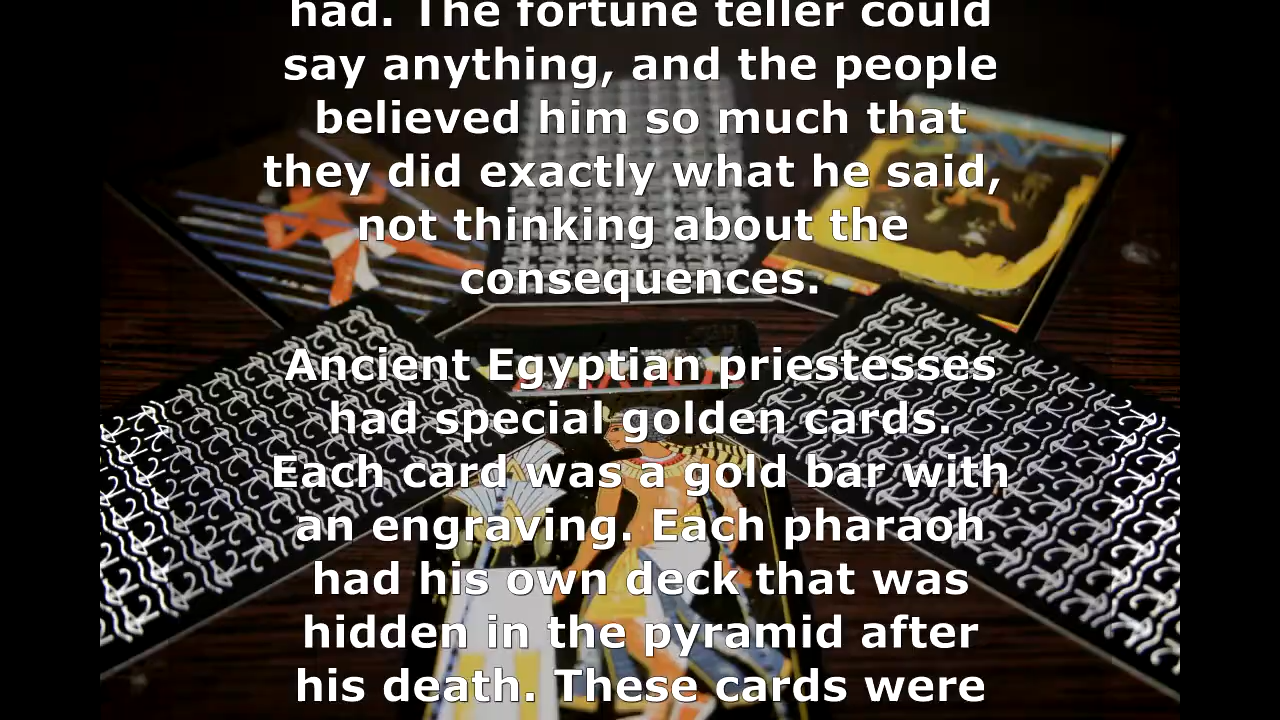 had. The fortune teller could
say anything, and the people
believed him so much that
they did exactly what he said,
not thinking about the
consequences.
Ancient Egyptian priestesses
had special golden cards.
Each card was a gold bar with
an engraving. Each pharaoh
had his own deck that was
hidden in the pyramid after
his death. These cards were